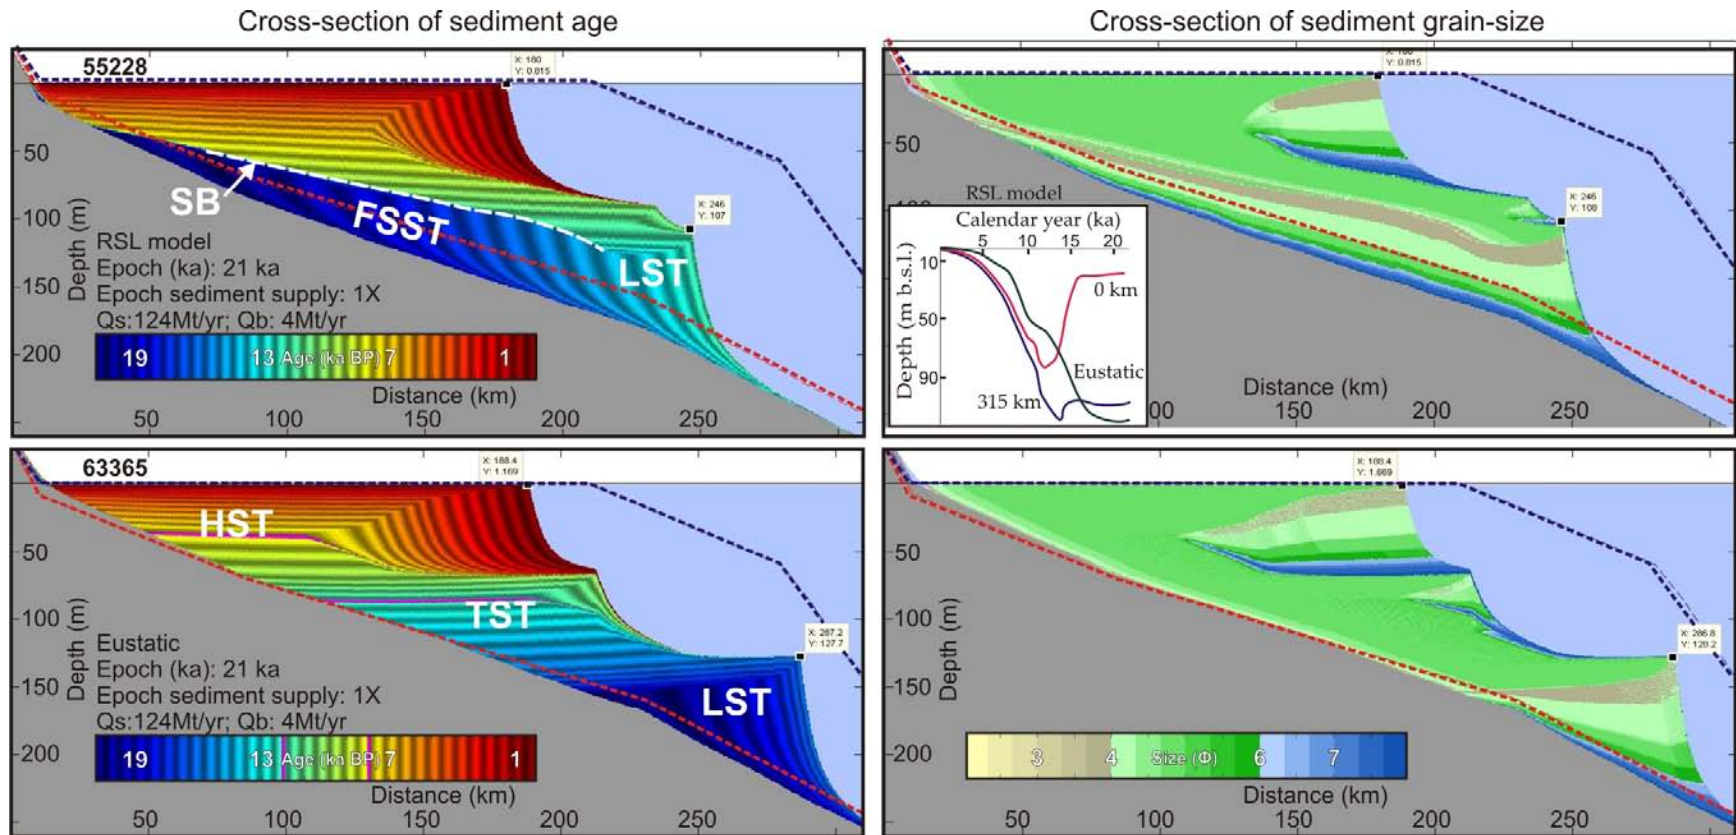 Cross-section of sediment age
Cross-section of sediment grain-size
55228
X: 180
Y: 0.815
50
100
150
200
Depth (m)
SB
FSST
LST
X: 246
Y: 107
RSL model
Epoch (ka): 21 ka
Epoch sediment supply: 1X
Qs:124Mt/yr; Qb: 4Mt/yr
19 13 Age (ka BP) 7 1
Distance (km)
50 100 150 200 250
Y: 0.815
50
RSL model
X: 246
Y: 108
Calendar year (ka)
5 10 15 20
Depth (m b.s.l.)
10
50
90
0 km
Eustatic
315 km
Distance (km)
00 150 200 250
63365
X: 188.4
Y: 1.169
HST
TST
LST
50
100
150
200
Depth (m)
X: 287.2
Y: 127.7
Eustatic
Epoch (ka): 21 ka
Epoch sediment supply: 1X
Qs:124Mt/yr; Qb: 4Mt/yr
19 13 Age (ka BP) 7 1
Distance (km)
50 100 150 200 250
X: 188.4
Y: 1.669
50
100
150
200
Depth (m)
X: 286.8
Y: 128.2
3 4 Size (Φ) 6 7
Distance (km)
50 100 150 200 250